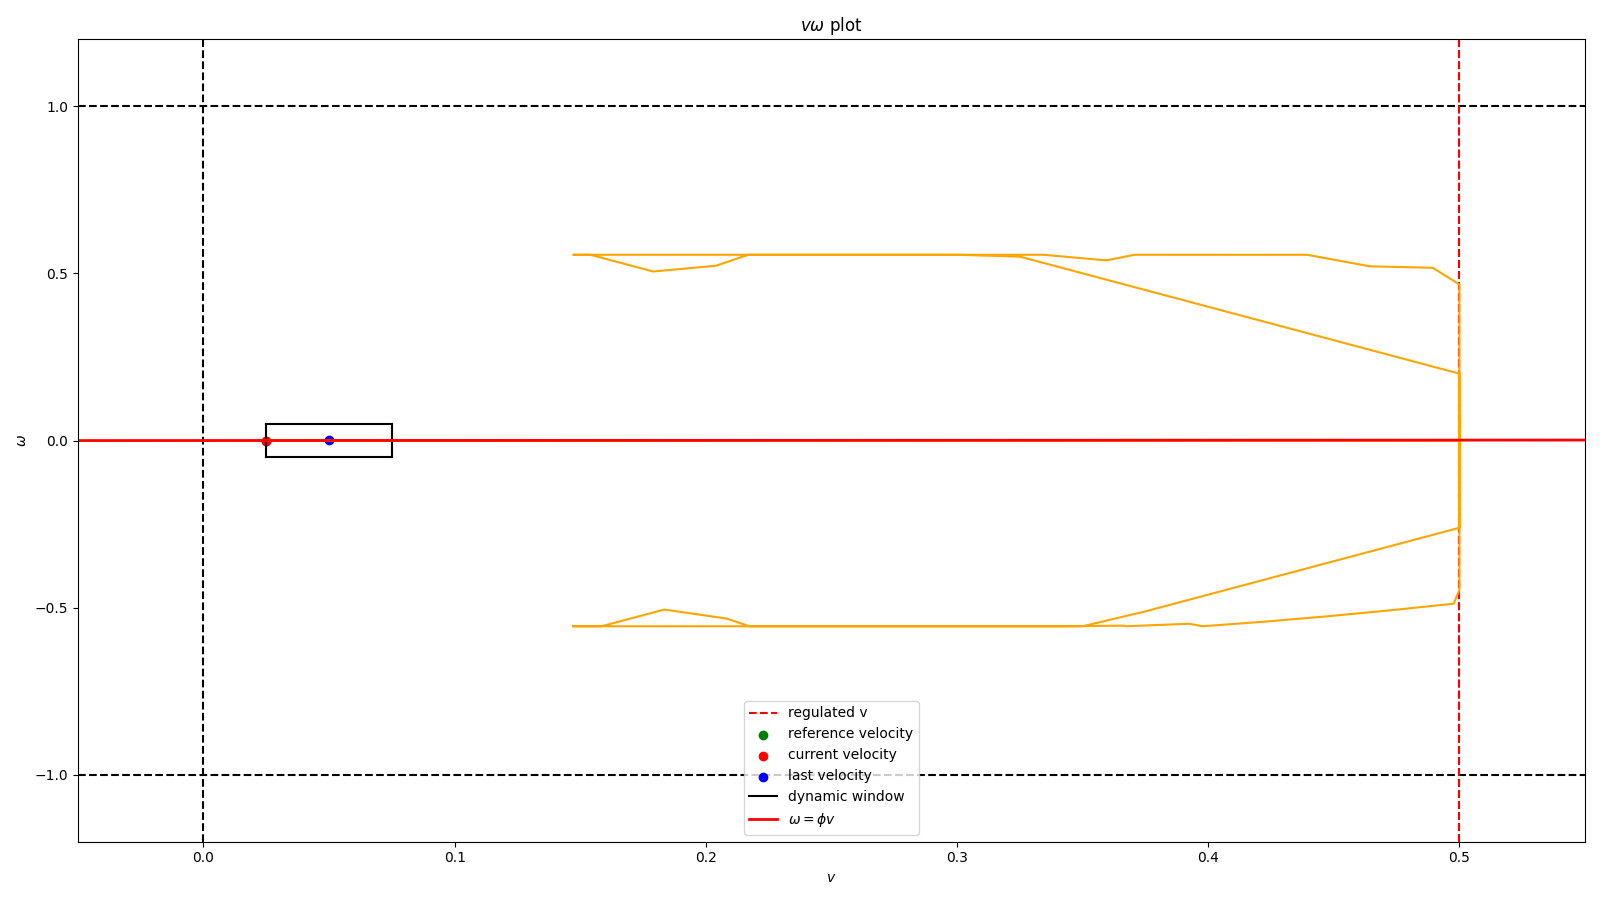 vω plot
1.0
0.5
0.0
−0.5
−1.0
ω
regulated v
reference velocity
current velocity
last velocity
dynamic window
ω = ϕv
0.0 0.1 0.2 0.3 0.4 0.5
v